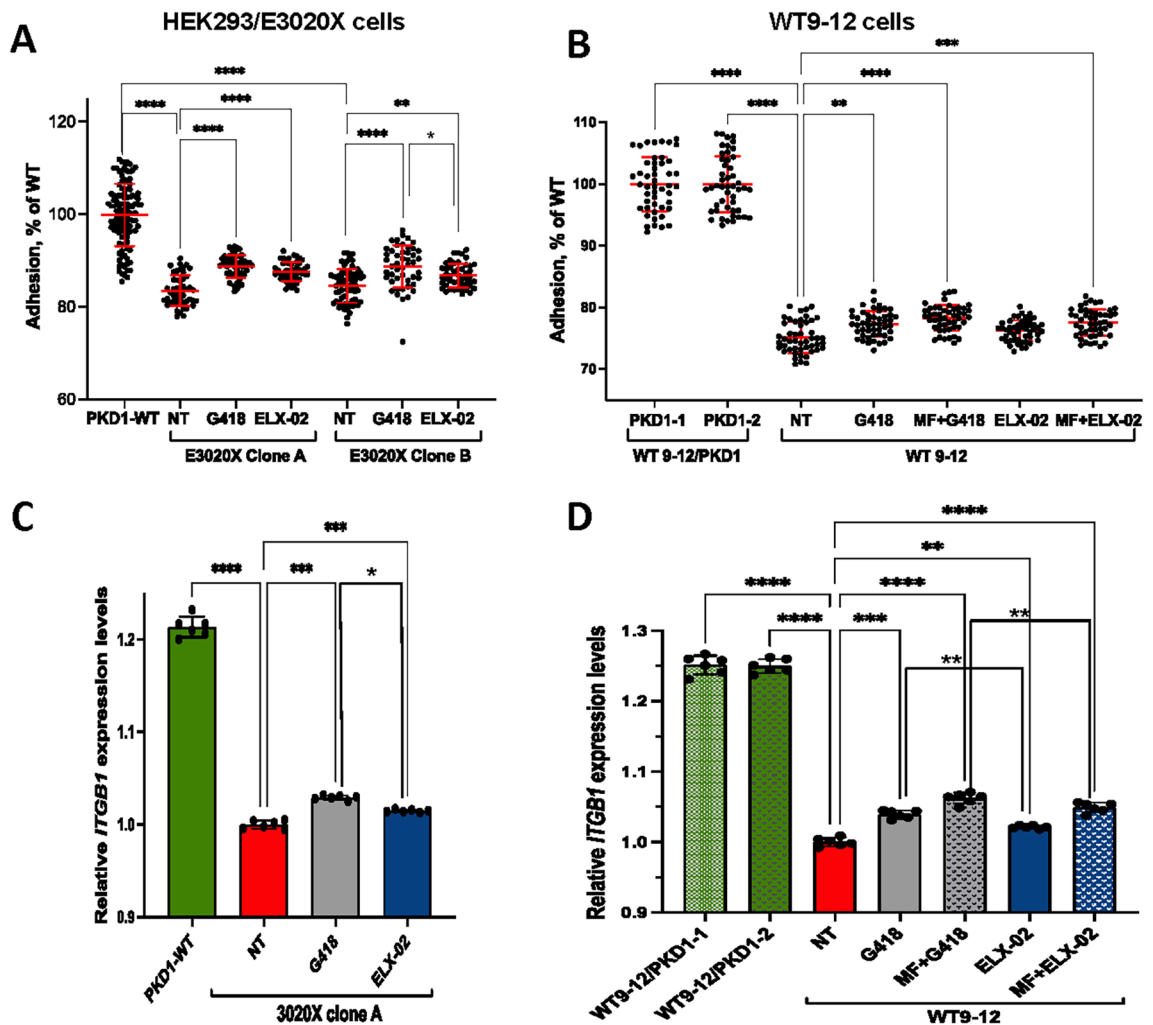 HEK293/E3020X cells
WT9-12 cells
A
****
****
****
**
****
****
*
Adhesion, % of WT
120
100
80
60
PKD1-WT NT G418 ELX-02 NT G418 ELX-02
E3020X Clone A E3020X Clone B
B
***
****
****
****
**
Adhesion, % of WT
110
100
90
80
70
PKD1-1 PKD1-2 NT G418 MF+G418 ELX-02 MF+ELX-02
WT 9-12/PKD1 WT 9-12
C
***
****
***
*
Relative ITGB1 expression levels
1.2
1.1
1.0
0.9
PKD1-WT
NT
G418
ELX-02
3020X clone A
D
****
**
****
****
****
***
**
**
Relative ITGB1 expression levels
1.3
1.2
1.1
1.0
0.9
WT9-12/PKD1-1
WT9-12/PKD1-2
NT
G418
MF+G418
ELX-02
MF+ELX-02
WT9-12